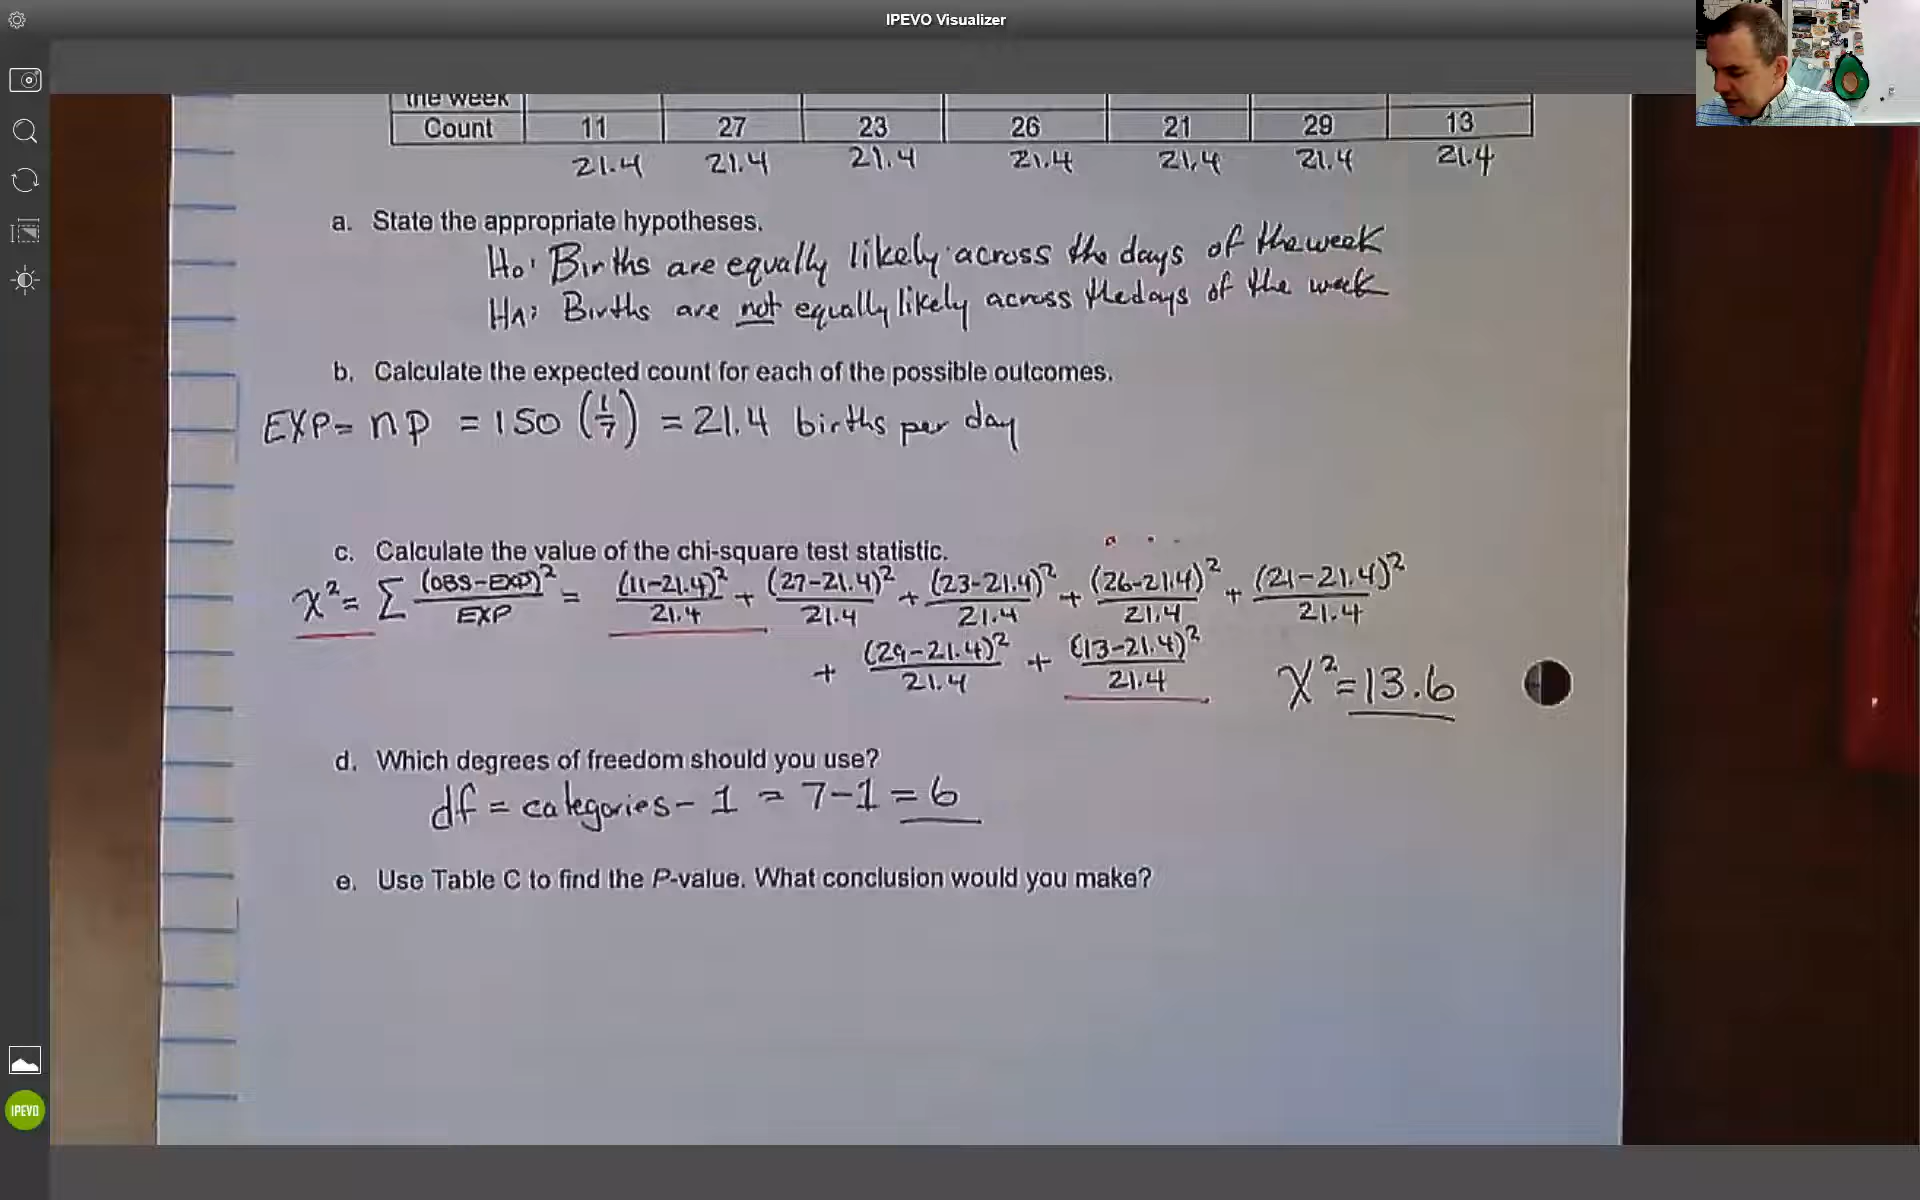 IPEVO Visualizer
the week
Count 11 27 23 26 21 29 13
21.4 21.4 21.4 21.4 21.4 21.4 21.4
a. State the appropriate hypotheses.
H₀: Births are equally likely across the days of the week
Hᴀ: Births are not equally likely across the days of the week
b. Calculate the expected count for each of the possible outcomes.
EXP = np = 150 (1/7) = 21.4 births per day
c. Calculate the value of the chi-square test statistic.
χ² = Σ (OBS-EXP)²/EXP = (11-21.4)²/21.4 + (27-21.4)²/21.4 + (23-21.4)²/21.4 + (26-21.4)²/21.4 + (21-21.4)²/21.4
+ (29-21.4)²/21.4 + (13-21.4)²/21.4 χ² = 13.6
d. Which degrees of freedom should you use?
df = categories - 1 = 7-1 = 6
e. Use Table C to find the P-value. What conclusion would you make?
IPEVO